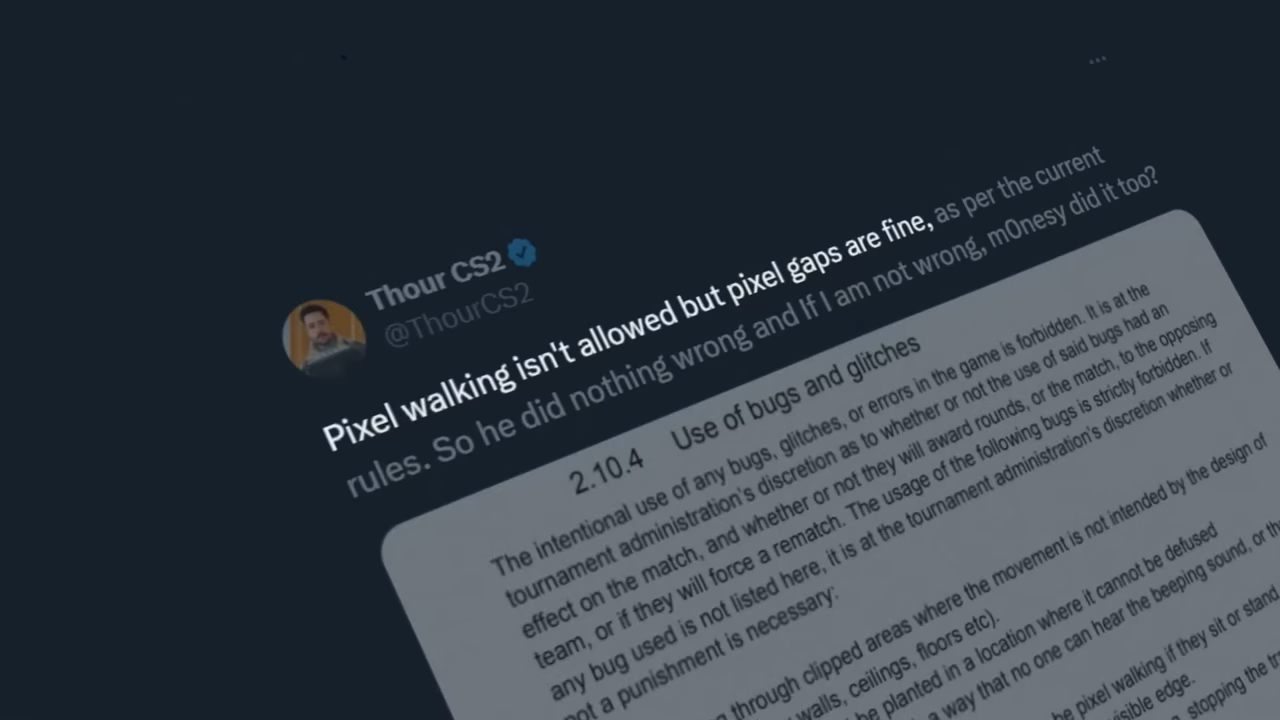 Thour CS2
@ThourCS2
Pixel walking isn't allowed but pixel gaps are fine, as per the current
rules. So he did nothing wrong and If I am not wrong, m0nesy did it too?
2.10.4 Use of bugs and glitches
The intentional use of any bugs, glitches, or errors in the game is forbidden. It is at the
tournament administration's discretion as to whether or not the use of said bugs had an
effect on the match, and whether or not they will award rounds, or the match, to the opposing
team, or if they will force a rematch. The usage of the following bugs is strictly forbidden. If
any bug used is not listed here, it is at the tournament administration's discretion whether or
not a punishment is necessary:
through clipped areas where the movement is not intended by the design of
walls, ceilings, floors etc).
be planted in a location where it cannot be defused
a way that no one can hear the beeping sound, or
be pixel walking if they sit or stand
edge.
stopping the